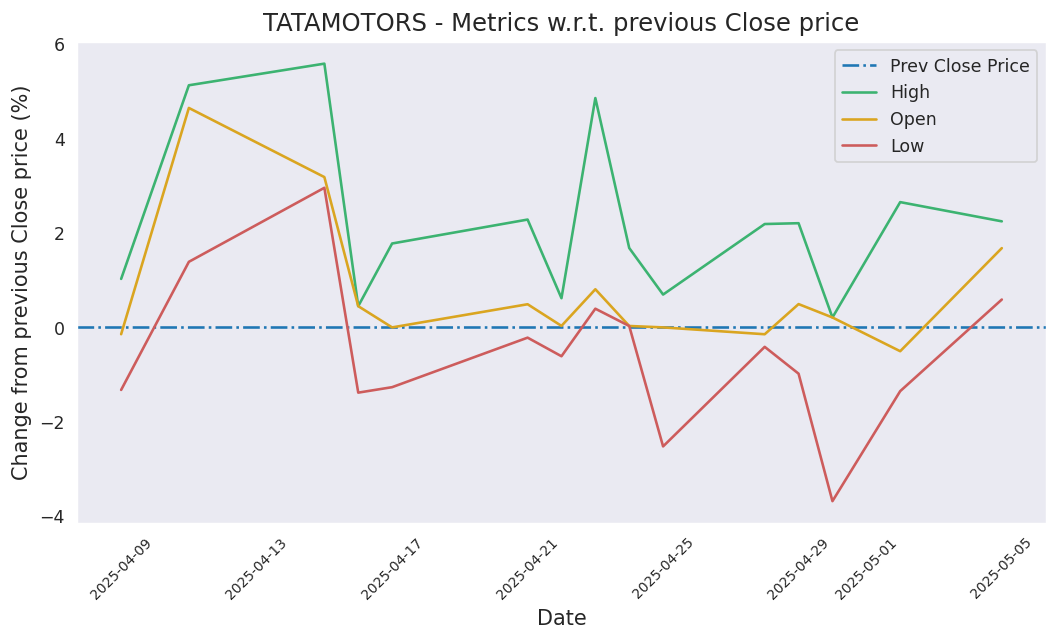 TATAMOTORS - Metrics w.r.t. previous Close price
Change from previous Close price (%)
6
4
2
0
−2
−4
Prev Close Price
High
Open
Low
2025-04-09
2025-04-13
2025-04-17
2025-04-21
2025-04-25
2025-04-29
2025-05-01
2025-05-05
Date